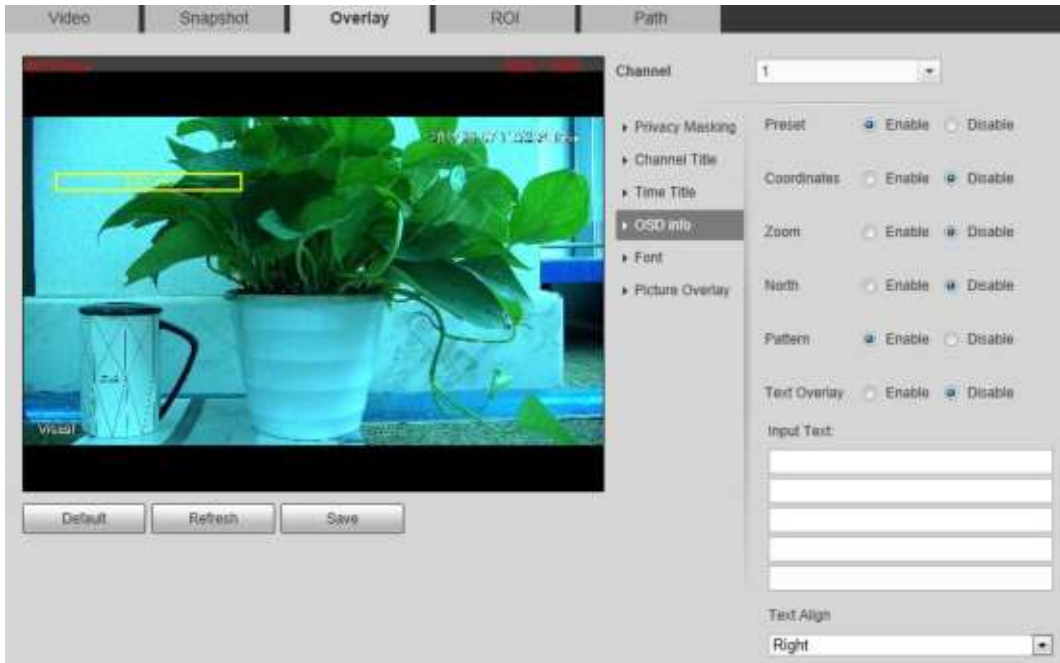 Video Snapshot Overlay ROI Path
Channel 1
Privacy Masking
Channel Title
Time Title
OSD info
Font
Picture Overlay
Preset Enable Disable
Coordinates Enable Disable
Zoom Enable Disable
North Enable Disable
Pattern Enable Disable
Text Overlay Enable Disable
Input Text:
Text Align
Right
Visual
Default Refresh Save